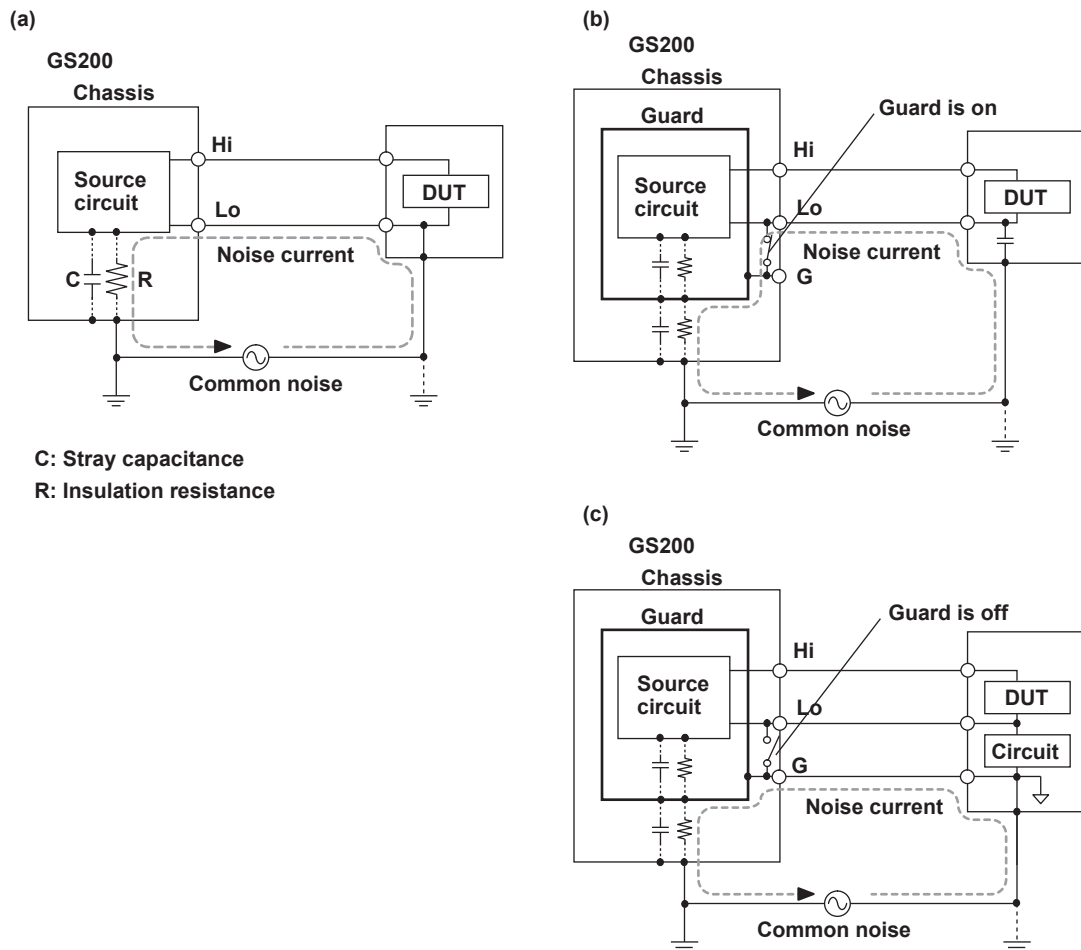 (a)
GS200
Chassis
Hi
Source
circuit
DUT
Lo
Noise current
C
R
Common noise
C: Stray capacitance
R: Insulation resistance
(b)
GS200
Chassis
Guard
Guard is on
Hi
Source
circuit
DUT
Lo
Noise current
G
Common noise
(c)
GS200
Chassis
Guard
Guard is off
Hi
Source
circuit
DUT
Lo
Circuit
G
Noise current
Common noise